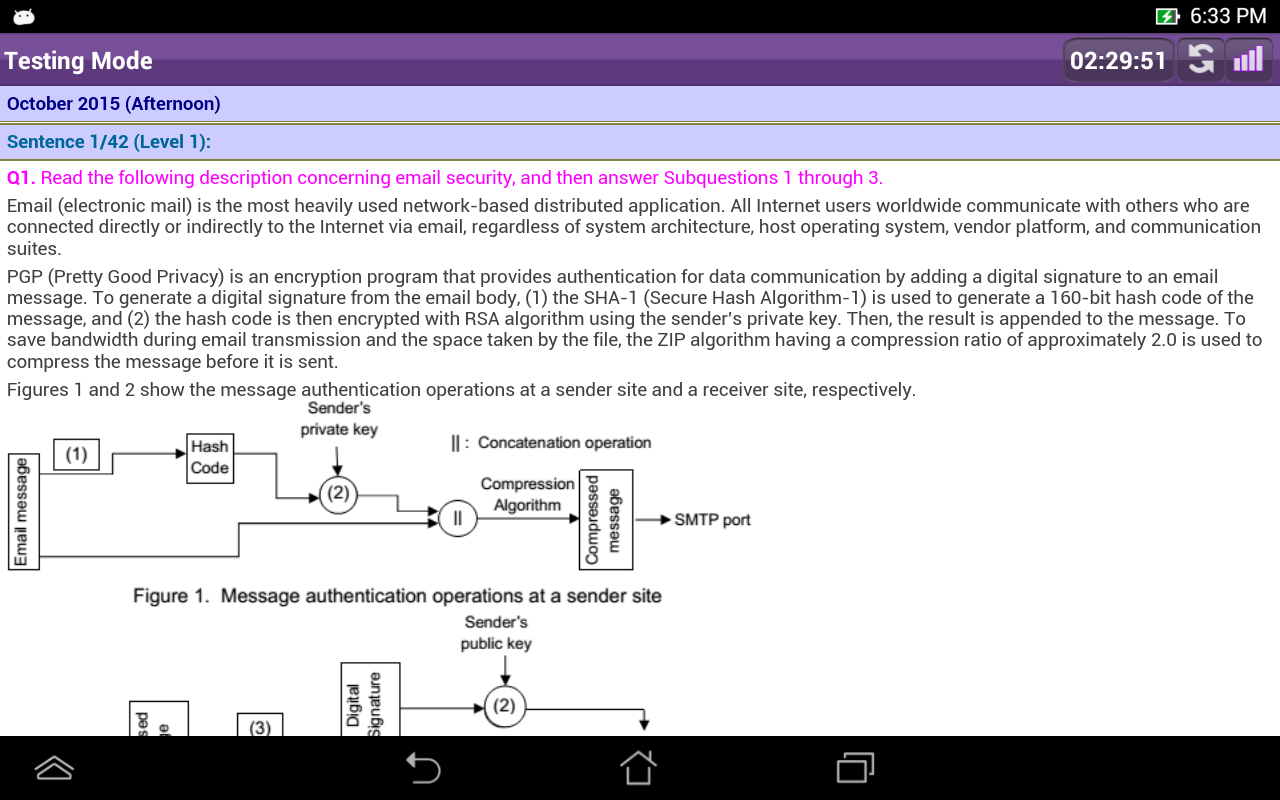 6:33 PM
Testing Mode
02:29:51
October 2015 (Afternoon)
Sentence 1/42 (Level 1):
Q1. Read the following description concerning email security, and then answer Subquestions 1 through 3.
Email (electronic mail) is the most heavily used network-based distributed application. All Internet users worldwide communicate with others who are
connected directly or indirectly to the Internet via email, regardless of system architecture, host operating system, vendor platform, and communication
suites.
PGP (Pretty Good Privacy) is an encryption program that provides authentication for data communication by adding a digital signature to an email
message. To generate a digital signature from the email body, (1) the SHA-1 (Secure Hash Algorithm-1) is used to generate a 160-bit hash code of the
message, and (2) the hash code is then encrypted with RSA algorithm using the sender's private key. Then, the result is appended to the message. To
save bandwidth during email transmission and the space taken by the file, the ZIP algorithm having a compression ratio of approximately 2.0 is used to
compress the message before it is sent.
Figures 1 and 2 show the message authentication operations at a sender site and a receiver site, respectively.
Sender's
private key
|| : Concatenation operation
Email message
(1)
Hash
Code
(2)
||
Compression
Algorithm
Compressed
message
SMTP port
Figure 1. Message authentication operations at a sender site
Sender's
public key
(3)
Digital
Signature
(2)